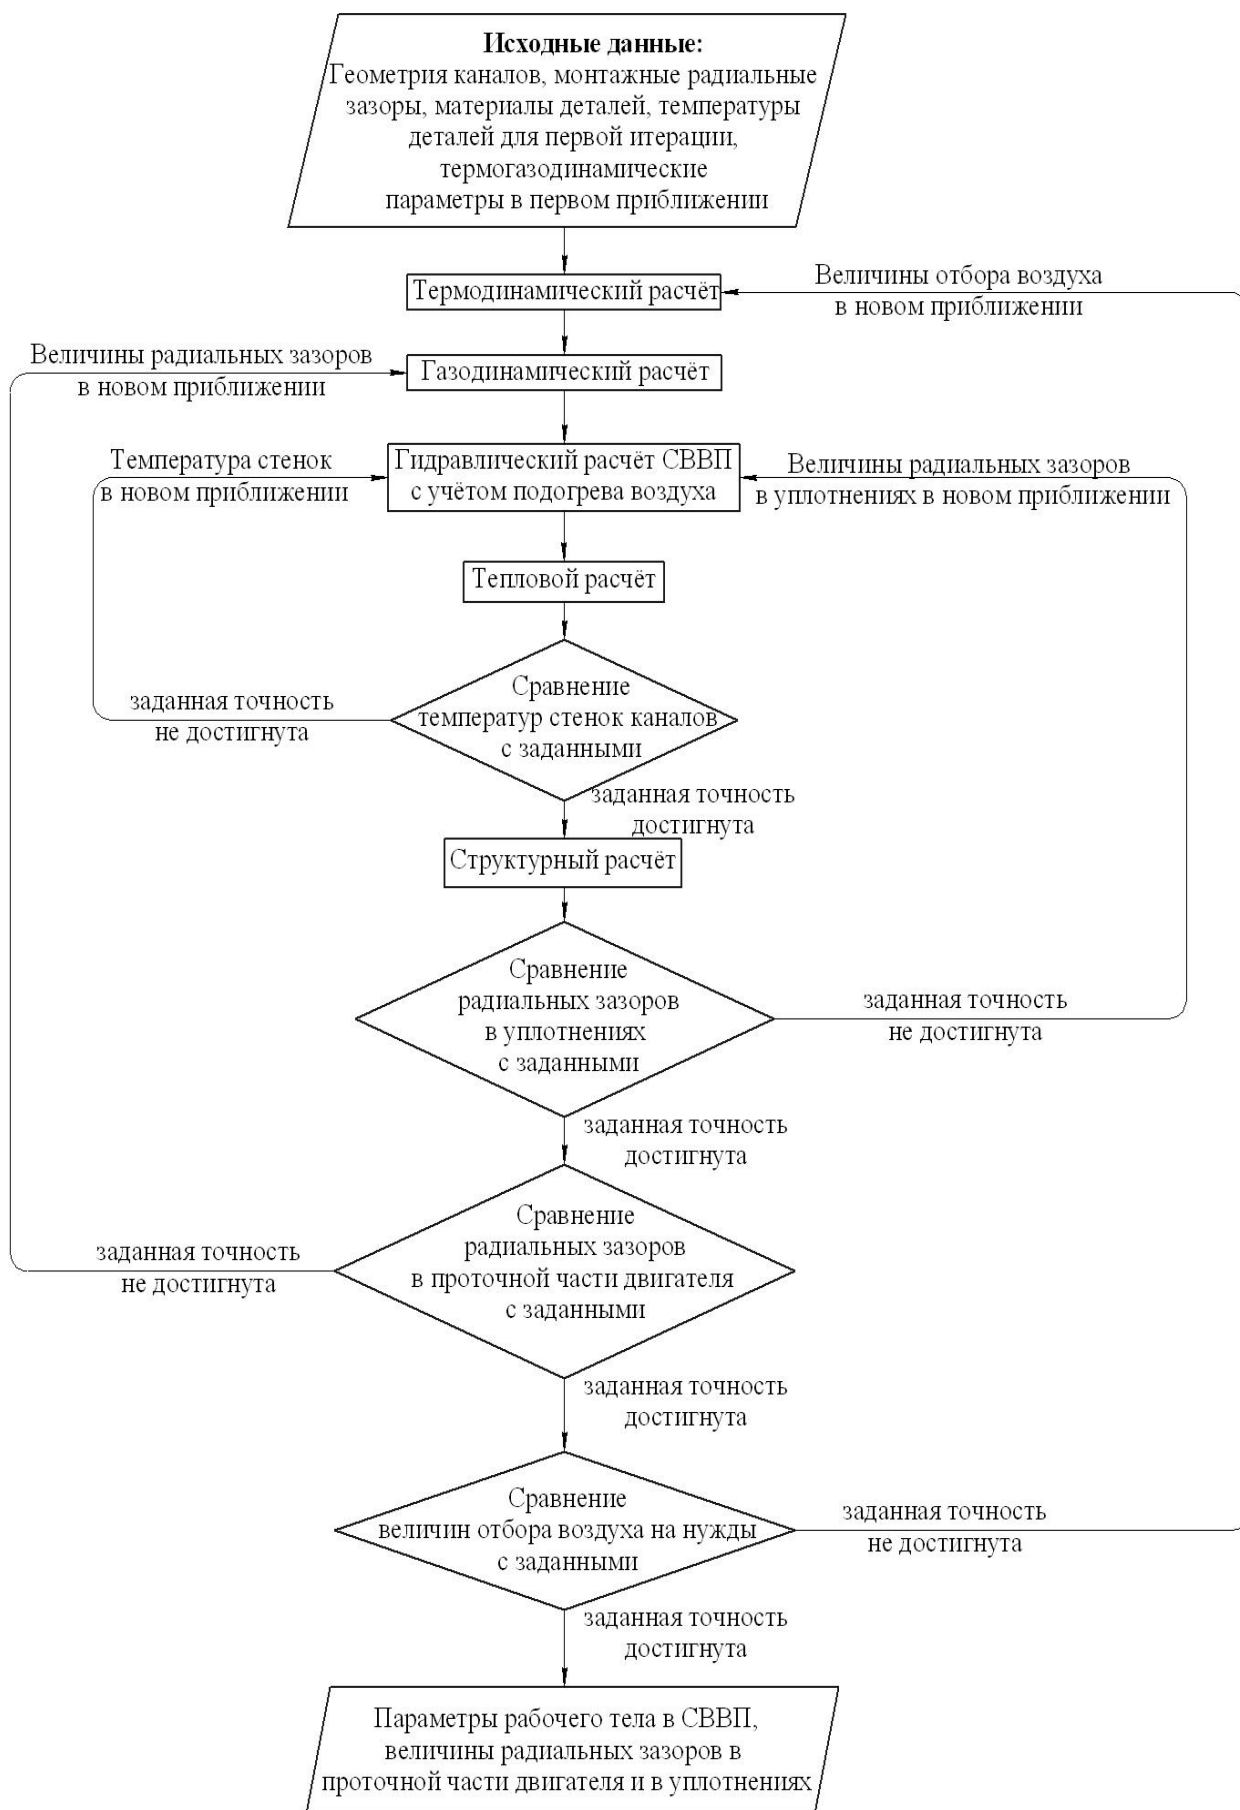 Исходные данные:
Геометрия каналов, монтажные радиальные
зазоры, материалы деталей, температуры
деталей для первой итерации,
термогазодинамические
параметры в первом приближении
Термодинамический расчёт
Величины отбора воздуха
в новом приближении
Величины радиальных зазоров
в новом приближении
Газодинамический расчёт
Температура стенок
в новом приближении
Гидравлический расчёт СВВП
с учётом подогрева воздуха
Величины радиальных зазоров
в уплотнениях в новом приближении
Тепловой расчёт
Сравнение
температур стенок каналов
с заданными
заданная точность
не достигнута
заданная точность
достигнута
Структурный расчёт
Сравнение
радиальных зазоров
в уплотнениях
с заданными
заданная точность
не достигнута
заданная точность
достигнута
Сравнение
радиальных зазоров
в проточной части двигателя
с заданными
заданная точность
не достигнута
заданная точность
достигнута
Сравнение
величин отбора воздуха на нужды
с заданными
заданная точность
не достигнута
заданная точность
достигнута
Параметры рабочего тела в СВВП,
величины радиальных зазоров в
проточной части двигателя и в уплотнениях